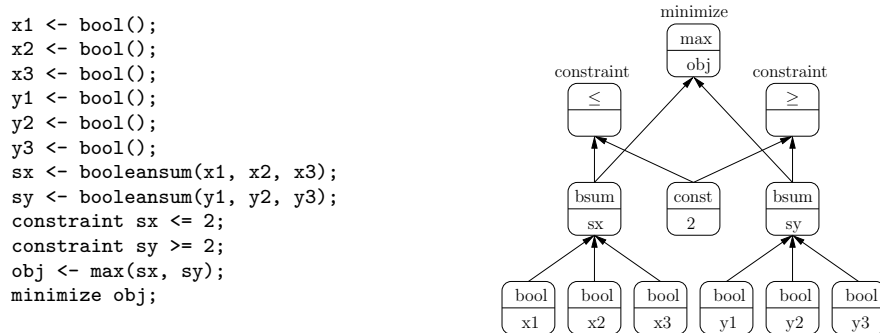 x1 <- bool();
x2 <- bool();
x3 <- bool();
y1 <- bool();
y2 <- bool();
y3 <- bool();
sx <- booleansum(x1, x2, x3);
sy <- booleansum(y1, y2, y3);
constraint sx <= 2;
constraint sy >= 2;
obj <- max(sx, sy);
minimize obj;
minimize
max
obj
constraint
≤
constraint
≥
bsum
sx
const
2
bsum
sy
bool
x1
bool
x2
bool
x3
bool
y1
bool
y2
bool
y3